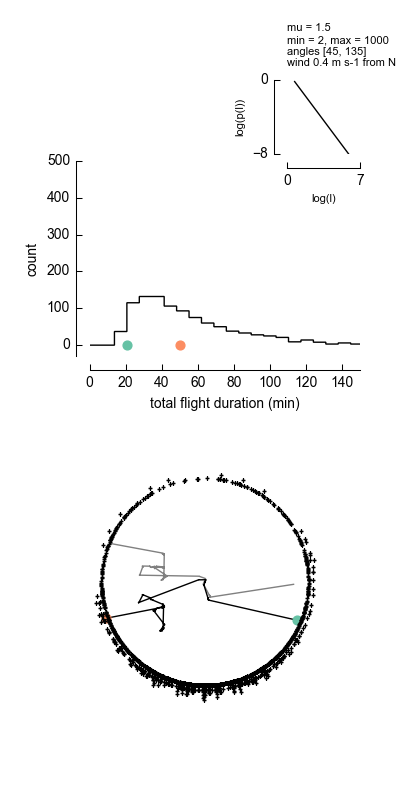 mu = 1.5
min = 2, max = 1000
angles [45, 135]
wind 0.4 m s-1 from N
0
log(p(l))
−8
0 7
log(l)
500
400
300
count
200
100
0
0 20 40 60 80 100 120 140
total flight duration (min)